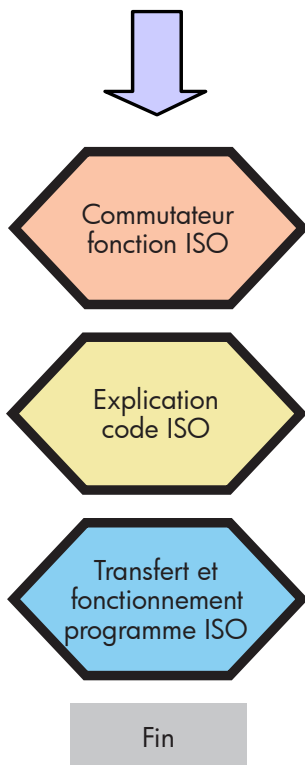 Commutateur
fonction ISO
Explication
code ISO
Transfert et
fonctionnement
programme ISO
Fin